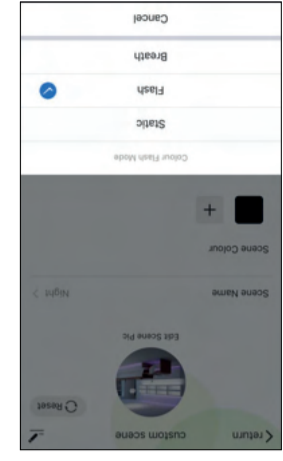 return custom scene
Reset
Edit Scene Pic
Scene Name Night
Scene Colour
+
Colour Flash Mode
Static
Flash
Breath
Cancel